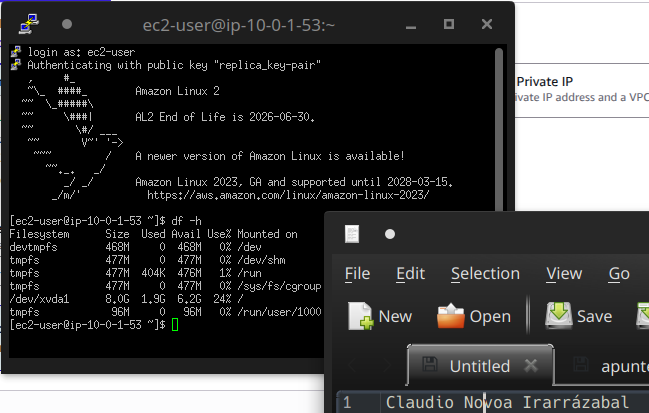 ec2-user@ip-10-0-1-53:~
login as: ec2-user
Authenticating with public key "replica_key-pair"
   ,     #_
   ~\_  ####_        Amazon Linux 2
  ~~  \_#####\
  ~~     \###|       AL2 End of Life is 2026-06-30.
  ~~       \#/ ___
   ~~       V~' '->
    ~~~         /    A newer version of Amazon Linux is available!
      ~~._.   _/
         _/ _/       Amazon Linux 2023, GA and supported until 2028-03-15.
       _/m/'           https://aws.amazon.com/linux/amazon-linux-2023/
[ec2-user@ip-10-0-1-53 ~]$ df -h
Filesystem      Size  Used Avail Use% Mounted on
devtmpfs        468M     0  468M   0% /dev
tmpfs           477M     0  477M   0% /dev/shm
tmpfs           477M  404K  476M   1% /run
tmpfs           477M     0  477M   0% /sys/fs/cgroup
/dev/xvda1      8.0G  1.9G  6.2G  24% /
tmpfs            96M     0   96M   0% /run/user/1000
[ec2-user@ip-10-0-1-53 ~]$
Private IP
ivate IP address and a VPC
File Edit Selection View Go
New Open Save
Untitled apunte
1 Claudio Novoa Irarrázabal